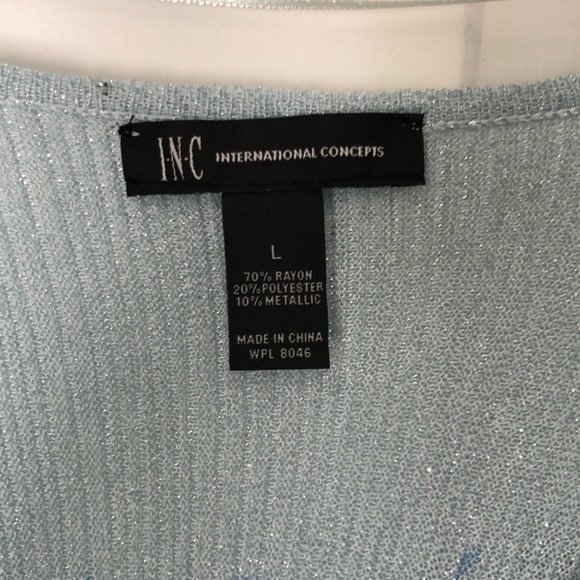 I·N·C INTERNATIONAL CONCEPTS
L
70% RAYON
20% POLYESTER
10% METALLIC
MADE IN CHINA
WPL 8046